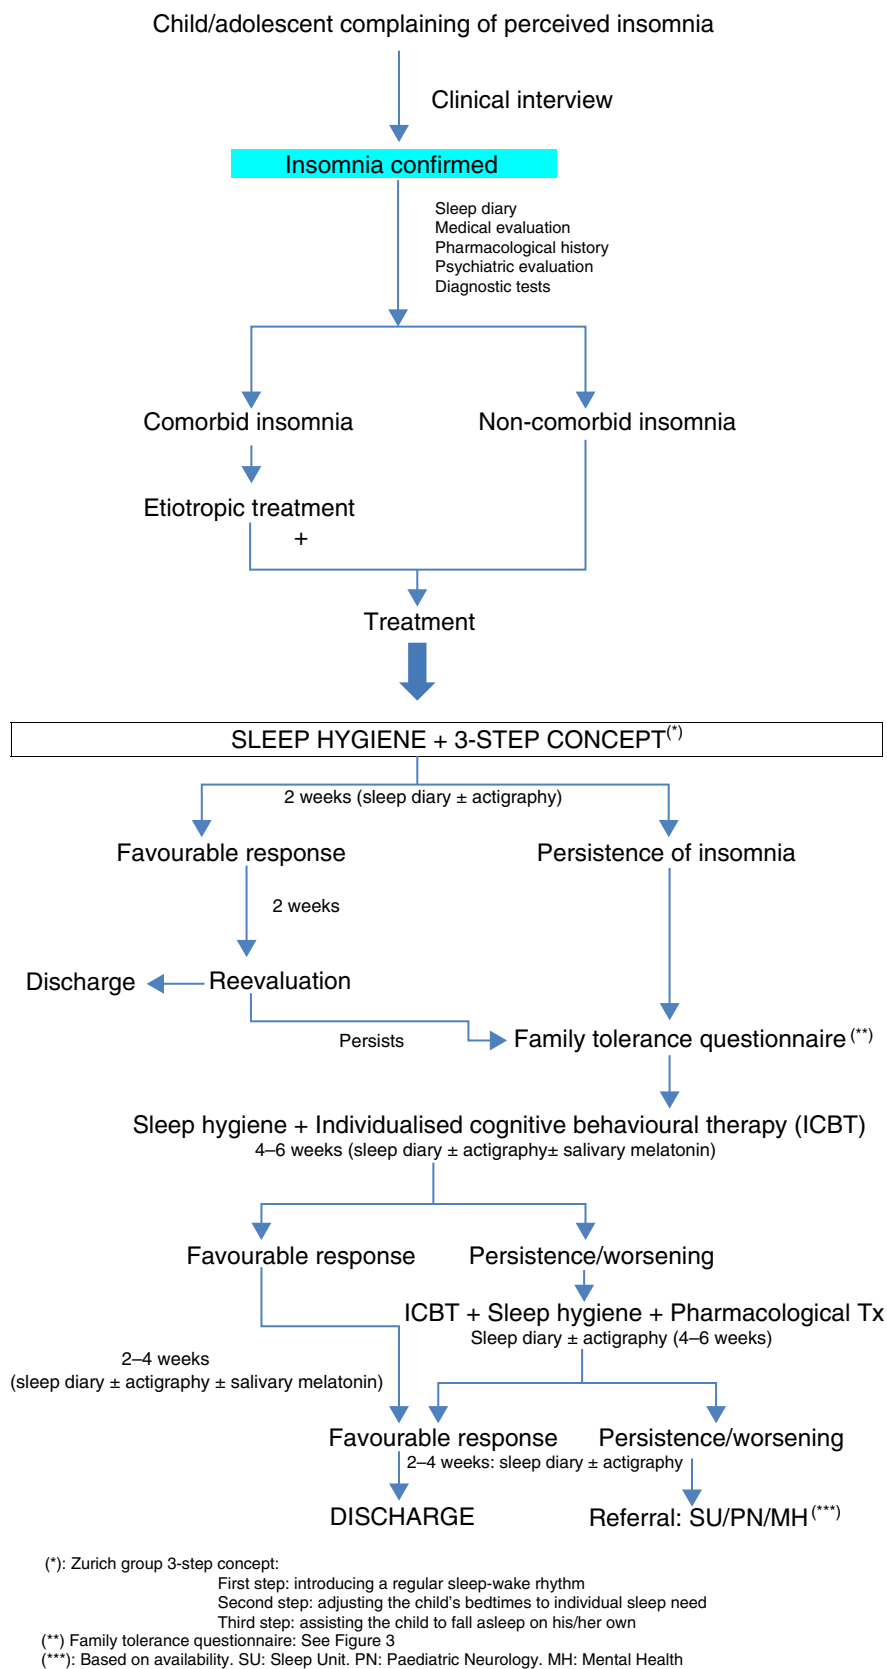 Child/adolescent complaining of perceived insomnia
Clinical interview
Insomnia confirmed
Sleep diary
Medical evaluation
Pharmacological history
Psychiatric evaluation
Diagnostic tests
Comorbid insomnia
Non-comorbid insomnia
Etiotropic treatment
+
Treatment
SLEEP HYGIENE + 3-STEP CONCEPT(*)
2 weeks (sleep diary ± actigraphy)
Favourable response
Persistence of insomnia
2 weeks
Discharge
Reevaluation
Persists
Family tolerance questionnaire (**)
Sleep hygiene + Individualised cognitive behavioural therapy (ICBT)
4–6 weeks (sleep diary ± actigraphy± salivary melatonin)
Favourable response
Persistence/worsening
ICBT + Sleep hygiene + Pharmacological Tx
Sleep diary ± actigraphy (4–6 weeks)
2–4 weeks
(sleep diary ± actigraphy ± salivary melatonin)
Favourable response
Persistence/worsening
2–4 weeks: sleep diary ± actigraphy
DISCHARGE
Referral: SU/PN/MH(***)
(*): Zurich group 3-step concept:
First step: introducing a regular sleep-wake rhythm
Second step: adjusting the child's bedtimes to individual sleep need
Third step: assisting the child to fall asleep on his/her own
(**) Family tolerance questionnaire: See Figure 3
(***): Based on availability. SU: Sleep Unit. PN: Paediatric Neurology. MH: Mental Health